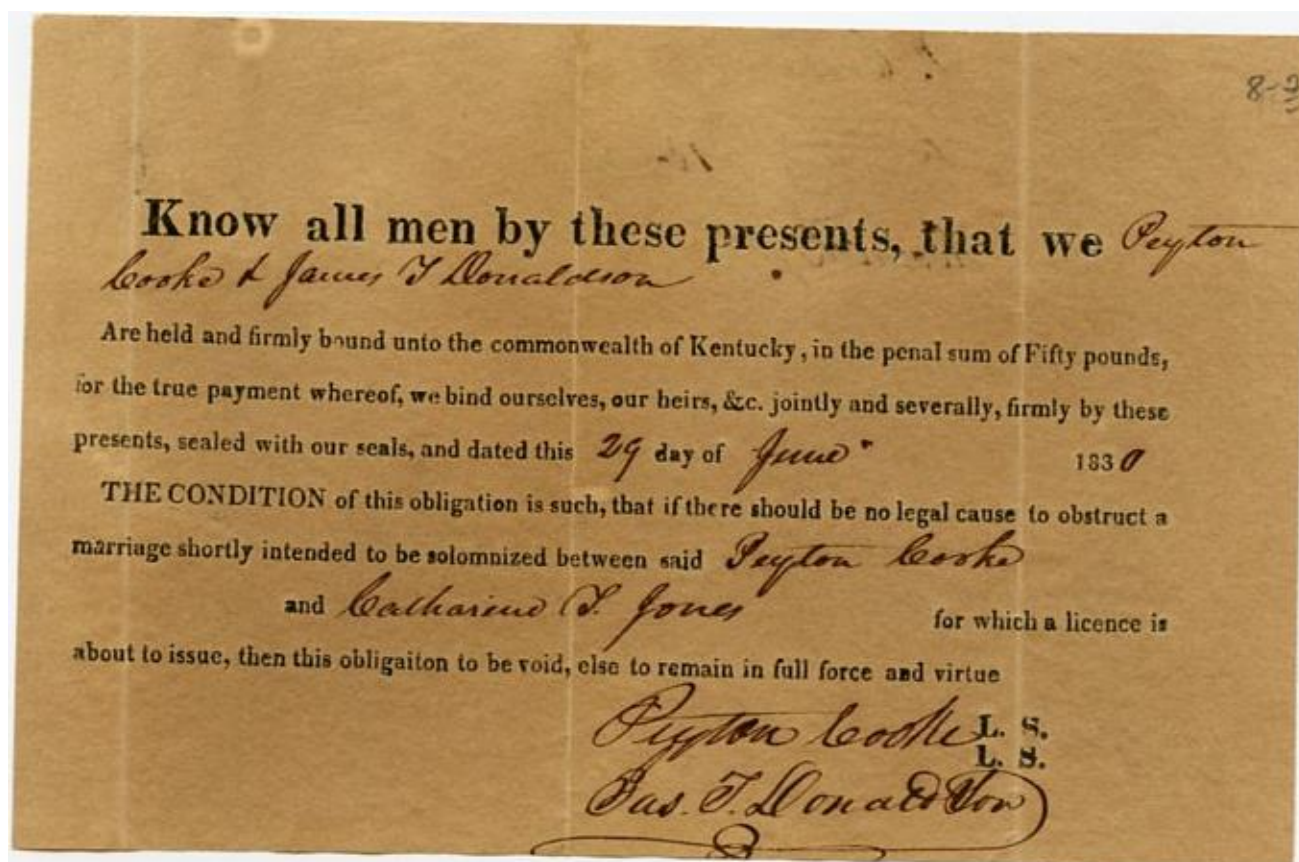 8-
Know all men by these presents, that we Peyton
Cooke & James T Donaldson
Are held and firmly bound unto the commonwealth of Kentucky, in the penal sum of Fifty pounds,
for the true payment whereof, we bind ourselves, our heirs, &c. jointly and severally, firmly by these
presents, sealed with our seals, and dated this 29 day of June 1830
THE CONDITION of this obligation is such, that if there should be no legal cause to obstruct a
marriage shortly intended to be solomnized between said Peyton Cooke
and Catharine T. Jones for which a licence is
about to issue, then this obligaiton to be void, else to remain in full force and virtue
Peyton Cooke L. S.
L. S.
Jas. T. Donaldson